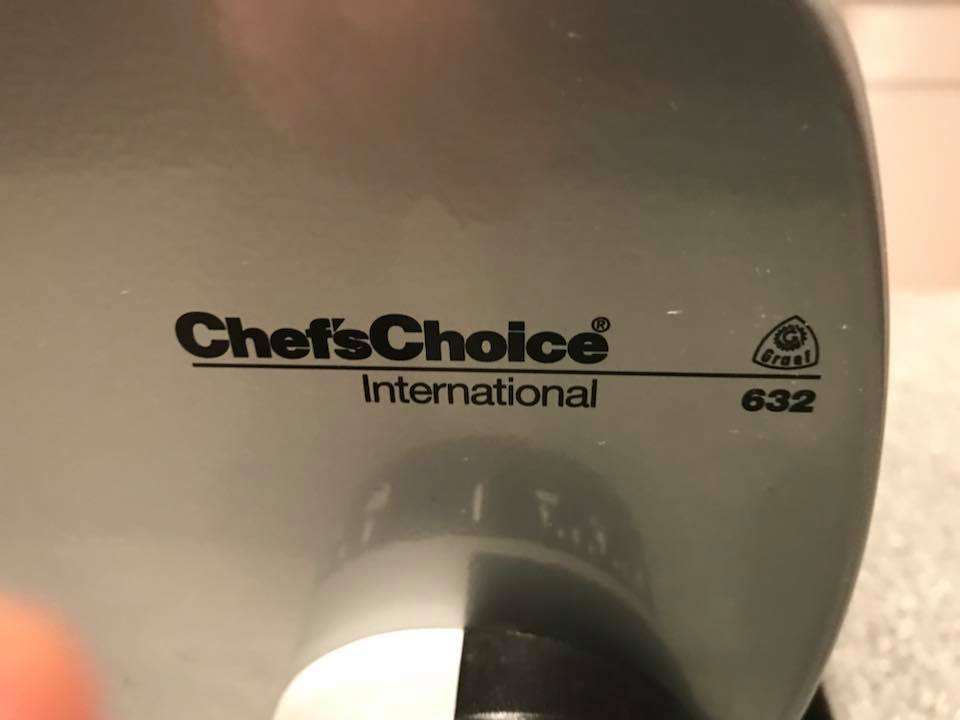 Chef'sChoice®
International
G
Graef
632